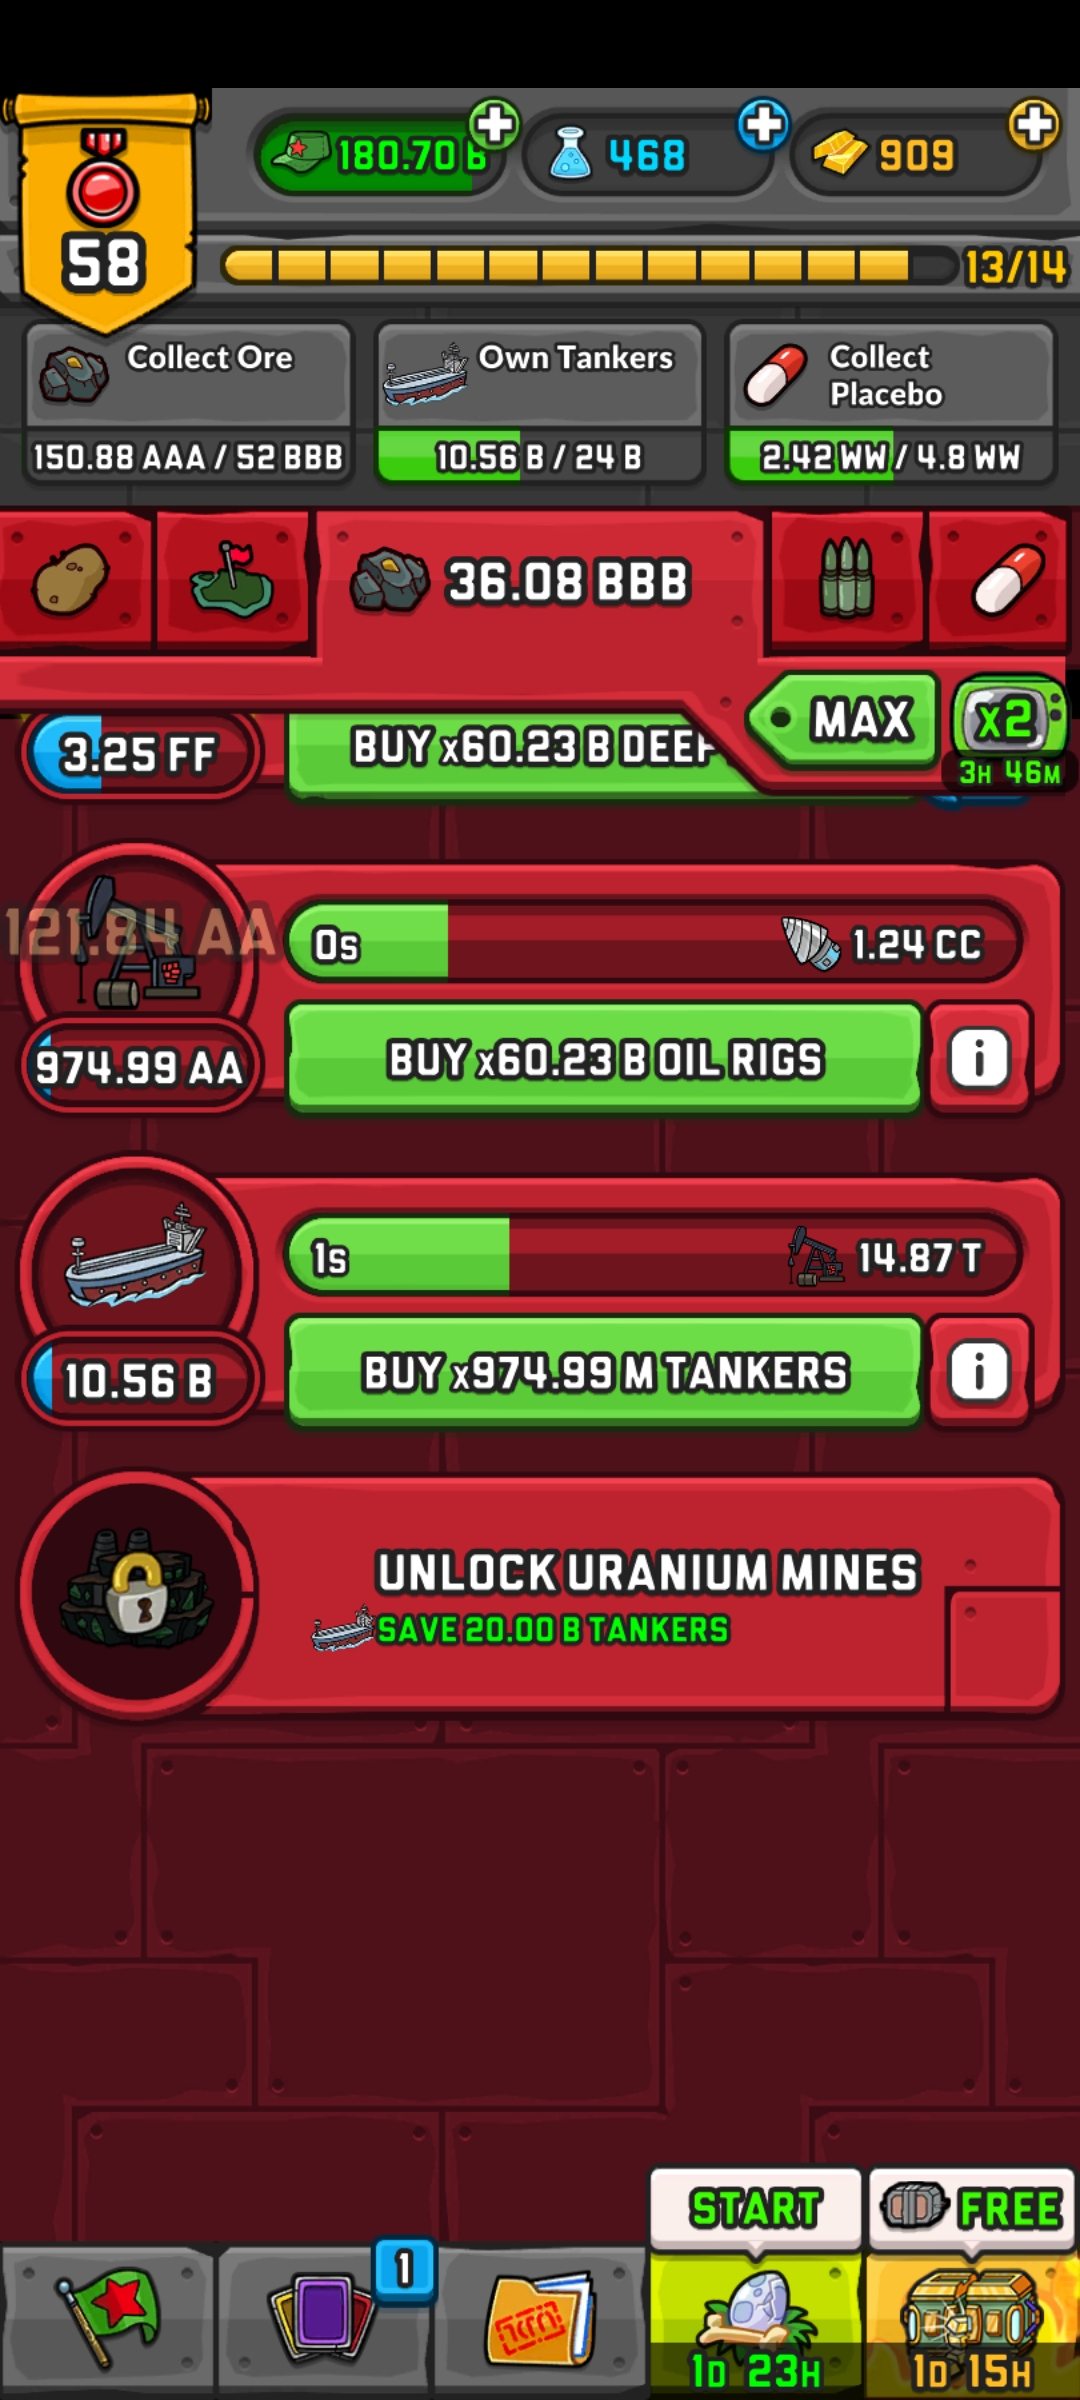 58
180.70 B
468
909
13/14
Collect Ore
150.88 AAA / 52 BBB
Own Tankers
10.56 B / 24 B
Collect
Placebo
2.42 WW / 4.8 WW
36.08 BBB
MAX
x2
3H 46M
3.25 FF
BUY x60.23 B DEEP
121.84 AA
0s
1.24 CC
974.99 AA
BUY x60.23 B OIL RIGS
i
1s
14.87 T
10.56 B
BUY x974.99 M TANKERS
i
UNLOCK URANIUM MINES
SAVE 20.00 B TANKERS
START
FREE
1
1D 23H
1D 15H